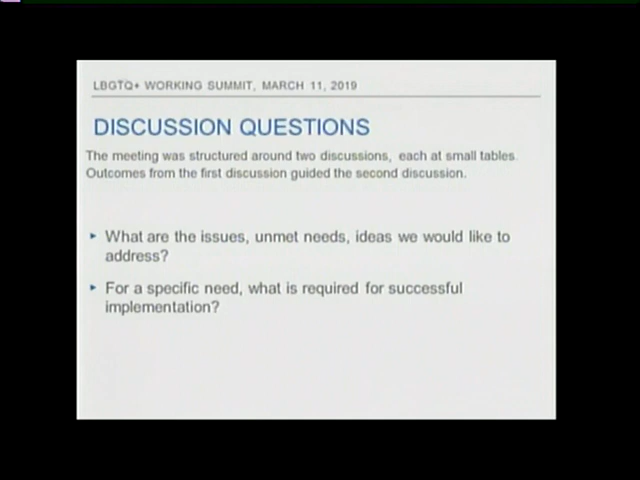 LBGTQ+ WORKING SUMMIT, MARCH 11, 2019
DISCUSSION QUESTIONS
The meeting was structured around two discussions, each at small tables.
Outcomes from the first discussion guided the second discussion.
What are the issues, unmet needs, ideas we would like to
address?
For a specific need, what is required for successful
implementation?